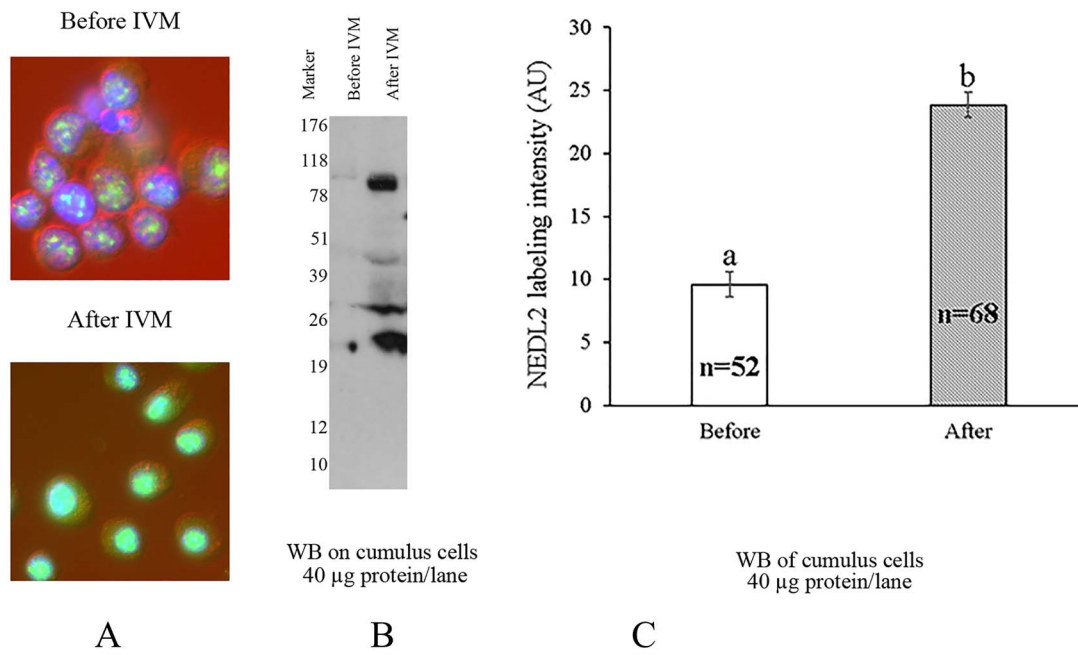 Before IVM
After IVM
A
Marker
Before IVM
After IVM
176
118
78
51
39
26
19
12
10
WB on cumulus cells
40 µg protein/lane
B
NEDL2 labeling intensity (AU)
30
25
20
15
10
5
0
a
b
n=52
n=68
Before
After
WB of cumulus cells
40 µg protein/lane
C